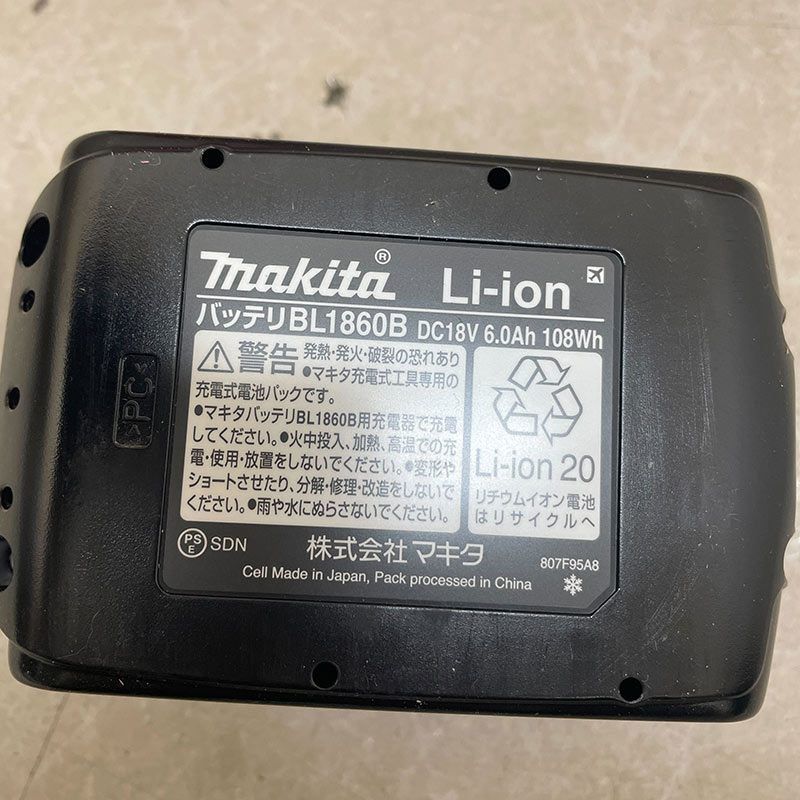 makita® Li-ion
バッテリBL1860B DC18V 6.0Ah 108Wh
警告 発熱・発火・破裂の恐れあり
●マキタ充電式工具専用の
充電式電池パックです。
●マキタバッテリBL1860B用充電器で充電
してください。●火中投入、加熱、高温での充
電・使用・放置をしないでください。●変形や
ショートさせたり、分解・修理・改造をしないで
ください。●雨や水にぬらさないでください。
Li-ion 20
リチウムイオン電池
はリサイクルへ
PS
E
SDN
株式会社マキタ
807F95A8
Cell Made in Japan, Pack processed in China
>PC<